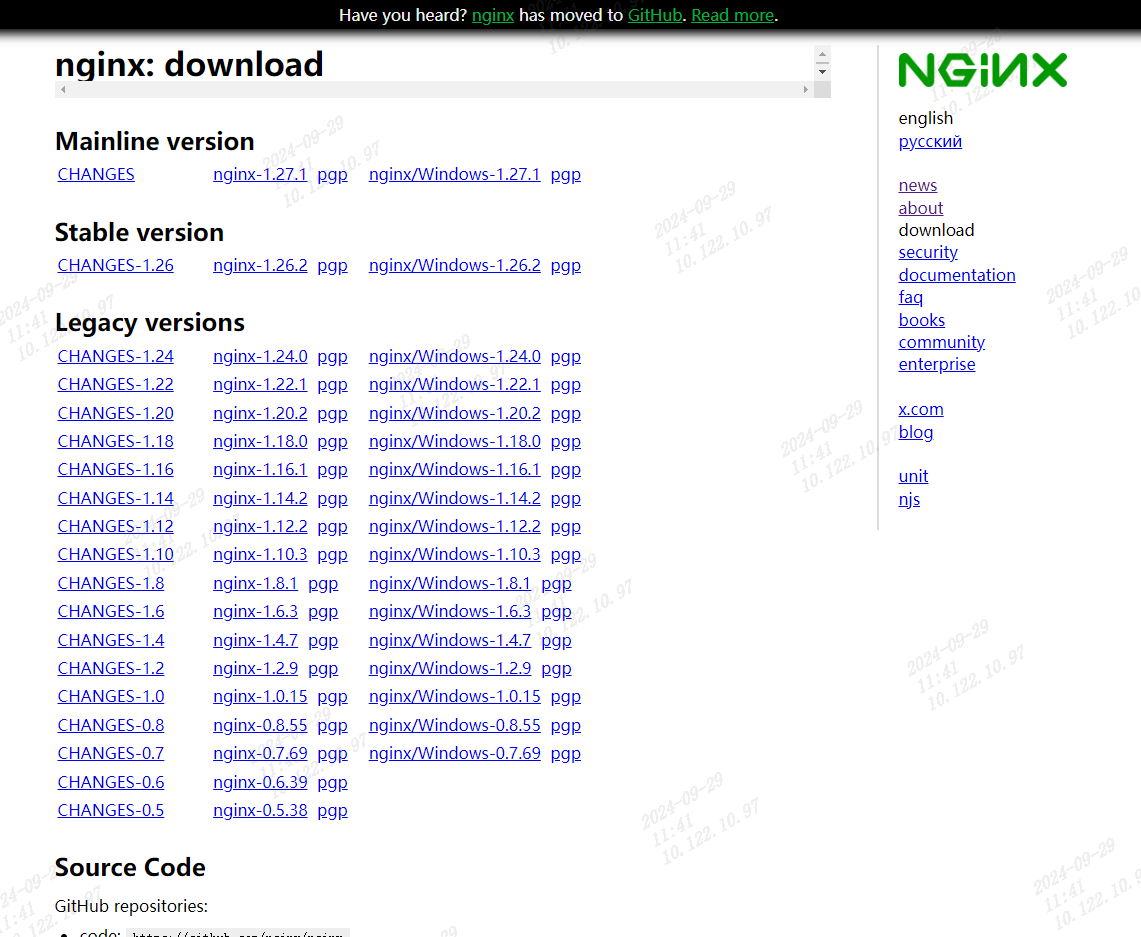 Have you heard? nginx has moved to GitHub. Read more.
nginx: download
Mainline version
CHANGES nginx-1.27.1 pgp nginx/Windows-1.27.1 pgp
Stable version
CHANGES-1.26 nginx-1.26.2 pgp nginx/Windows-1.26.2 pgp
Legacy versions
CHANGES-1.24 nginx-1.24.0 pgp nginx/Windows-1.24.0 pgp
CHANGES-1.22 nginx-1.22.1 pgp nginx/Windows-1.22.1 pgp
CHANGES-1.20 nginx-1.20.2 pgp nginx/Windows-1.20.2 pgp
CHANGES-1.18 nginx-1.18.0 pgp nginx/Windows-1.18.0 pgp
CHANGES-1.16 nginx-1.16.1 pgp nginx/Windows-1.16.1 pgp
CHANGES-1.14 nginx-1.14.2 pgp nginx/Windows-1.14.2 pgp
CHANGES-1.12 nginx-1.12.2 pgp nginx/Windows-1.12.2 pgp
CHANGES-1.10 nginx-1.10.3 pgp nginx/Windows-1.10.3 pgp
CHANGES-1.8 nginx-1.8.1 pgp nginx/Windows-1.8.1 pgp
CHANGES-1.6 nginx-1.6.3 pgp nginx/Windows-1.6.3 pgp
CHANGES-1.4 nginx-1.4.7 pgp nginx/Windows-1.4.7 pgp
CHANGES-1.2 nginx-1.2.9 pgp nginx/Windows-1.2.9 pgp
CHANGES-1.0 nginx-1.0.15 pgp nginx/Windows-1.0.15 pgp
CHANGES-0.8 nginx-0.8.55 pgp nginx/Windows-0.8.55 pgp
CHANGES-0.7 nginx-0.7.69 pgp nginx/Windows-0.7.69 pgp
CHANGES-0.6 nginx-0.6.39 pgp
CHANGES-0.5 nginx-0.5.38 pgp
Source Code
GitHub repositories:
code:
NGINX
english
русский
news
about
download
security
documentation
faq
books
community
enterprise
x.com
blog
unit
njs
2024-09-29
11:41
10.122.10.97